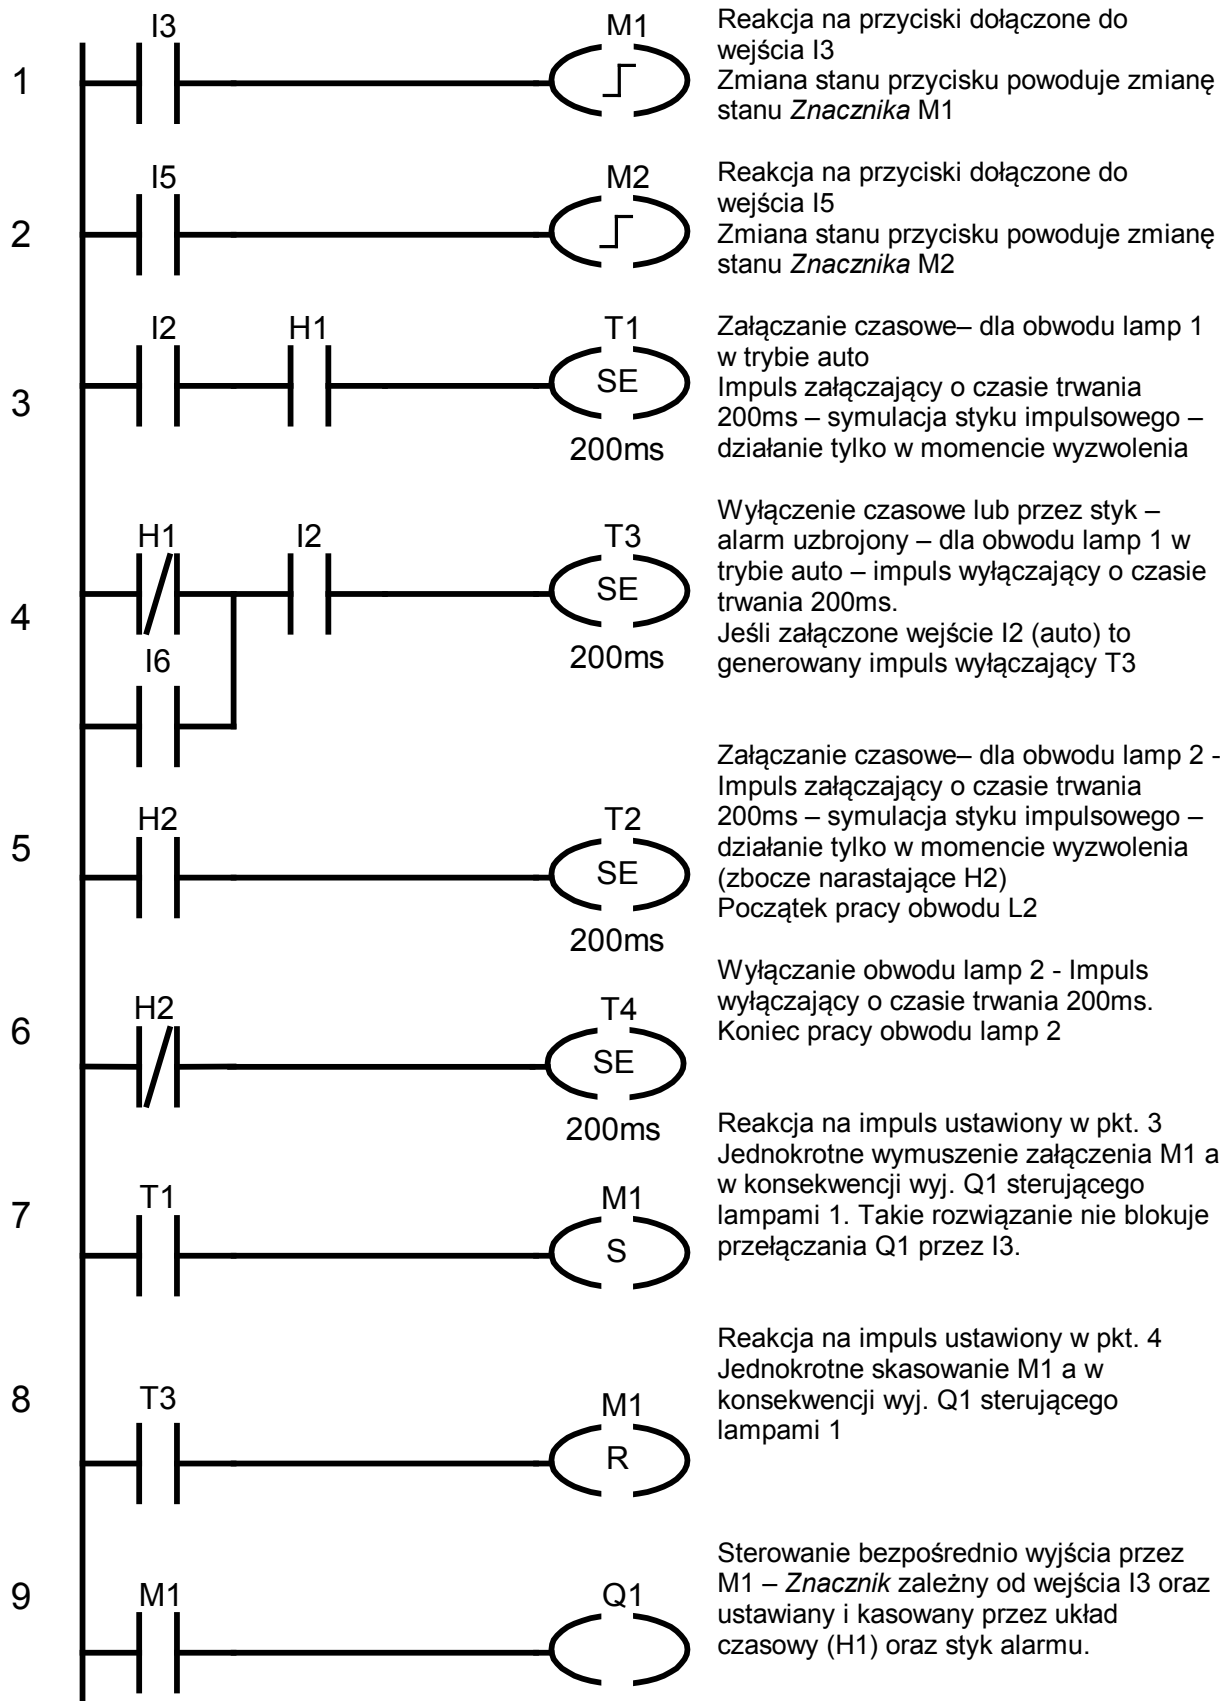 I3
M1
1
Reakcja na przyciski dołączone do
wejścia I3
Zmiana stanu przycisku powoduje zmianę
stanu Znacznika M1
I5
M2
2
Reakcja na przyciski dołączone do
wejścia I5
Zmiana stanu przycisku powoduje zmianę
stanu Znacznika M2
I2
H1
T1
3
SE
200ms
Załączanie czasowe– dla obwodu lamp 1
w trybie auto
Impuls załączający o czasie trwania
200ms – symulacja styku impulsowego –
działanie tylko w momencie wyzwolenia
H1
I2
T3
4
SE
I6
200ms
Wyłączenie czasowe lub przez styk –
alarm uzbrojony – dla obwodu lamp 1 w
trybie auto – impuls wyłączający o czasie
trwania 200ms.
Jeśli załączone wejście I2 (auto) to
generowany impuls wyłączający T3
H2
T2
5
SE
200ms
Załączanie czasowe– dla obwodu lamp 2 -
Impuls załączający o czasie trwania
200ms – symulacja styku impulsowego –
działanie tylko w momencie wyzwolenia
(zbocze narastające H2)
Początek pracy obwodu L2
H2
T4
6
SE
200ms
Wyłączanie obwodu lamp 2 - Impuls
wyłączający o czasie trwania 200ms.
Koniec pracy obwodu lamp 2
T1
M1
7
S
Reakcja na impuls ustawiony w pkt. 3
Jednokrotne wymuszenie załączenia M1 a
w konsekwencji wyj. Q1 sterującego
lampami 1. Takie rozwiązanie nie blokuje
przełączania Q1 przez I3.
T3
M1
8
R
Reakcja na impuls ustawiony w pkt. 4
Jednokrotne skasowanie M1 a w
konsekwencji wyj. Q1 sterującego
lampami 1
M1
Q1
9
Sterowanie bezpośrednio wyjścia przez
M1 – Znacznik zależny od wejścia I3 oraz
ustawiany i kasowany przez układ
czasowy (H1) oraz styk alarmu.